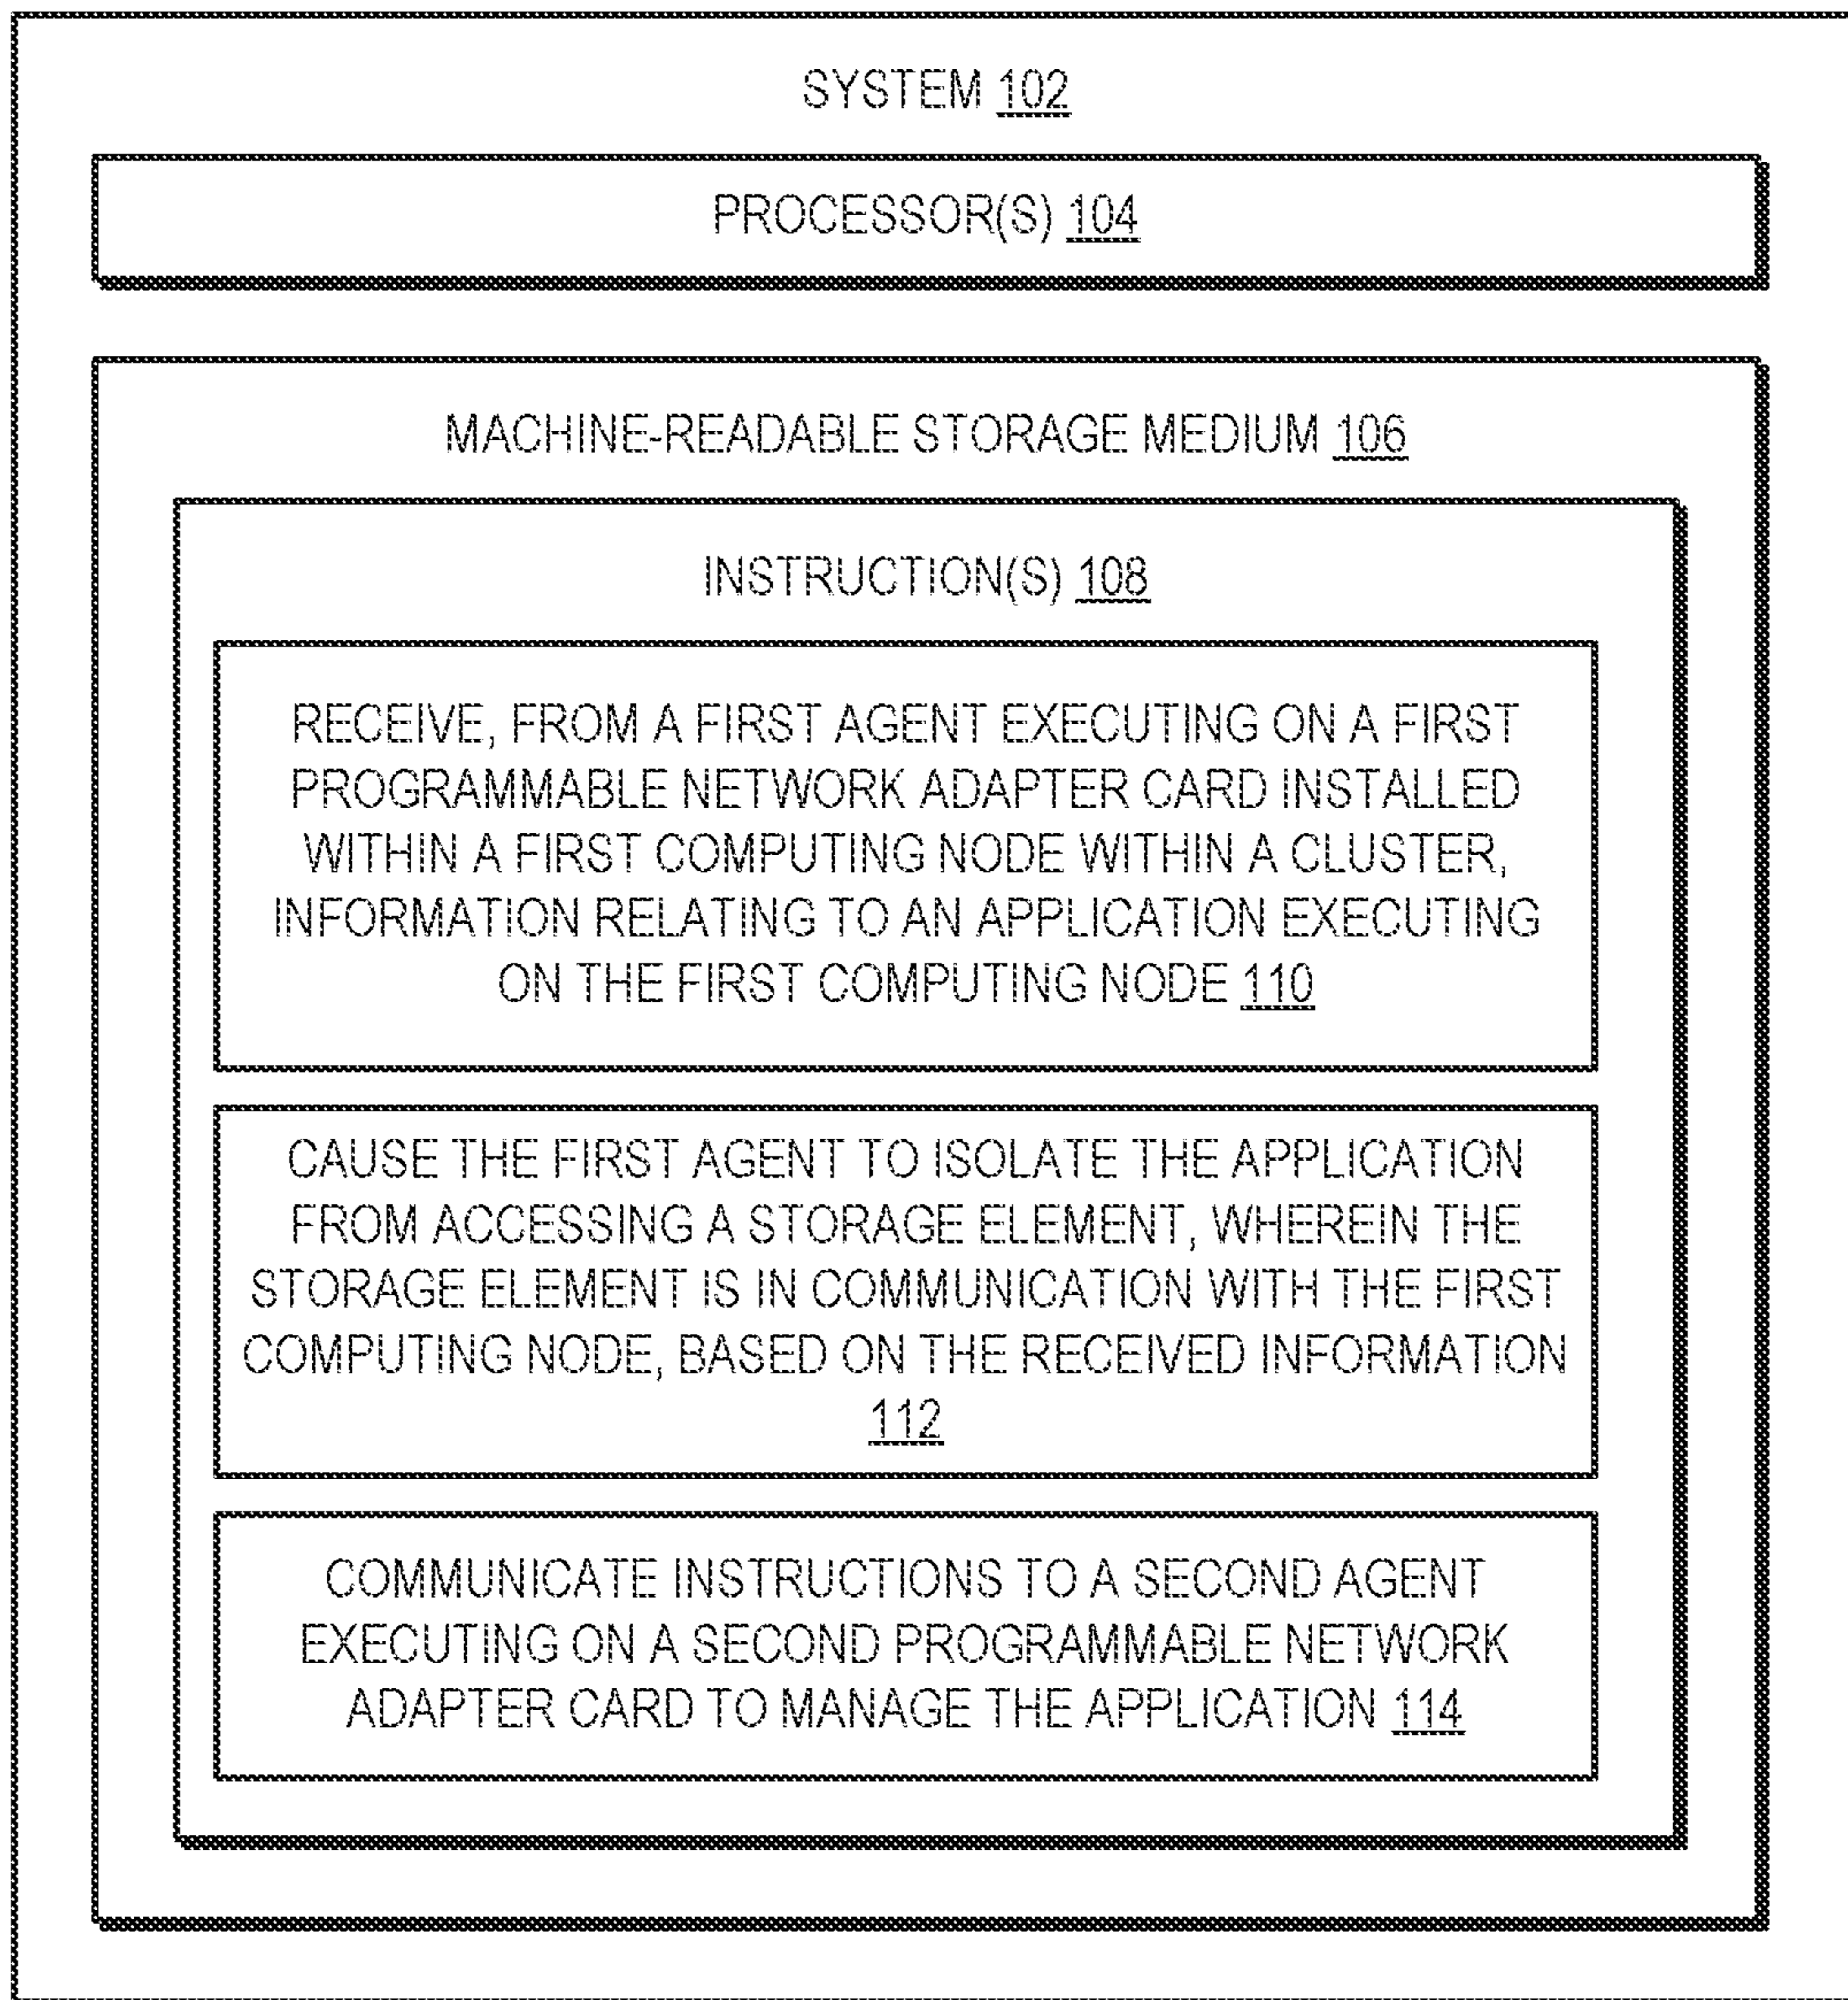 SYSTEM 102
PROCESSOR(S) 104
MACHINE-READABLE STORAGE MEDIUM 106
INSTRUCTION(S) 108
RECEIVE, FROM A FIRST AGENT EXECUTING ON A FIRST
PROGRAMMABLE NETWORK ADAPTER CARD INSTALLED
WITHIN A FIRST COMPUTING NODE WITHIN A CLUSTER,
INFORMATION RELATING TO AN APPLICATION EXECUTING
ON THE FIRST COMPUTING NODE 110
CAUSE THE FIRST AGENT TO ISOLATE THE APPLICATION
FROM ACCESSING A STORAGE ELEMENT, WHEREIN THE
STORAGE ELEMENT IS IN COMMUNICATION WITH THE FIRST
COMPUTING NODE, BASED ON THE RECEIVED INFORMATION
112
COMMUNICATE INSTRUCTIONS TO A SECOND AGENT
EXECUTING ON A SECOND PROGRAMMABLE NETWORK
ADAPTER CARD TO MANAGE THE APPLICATION 114